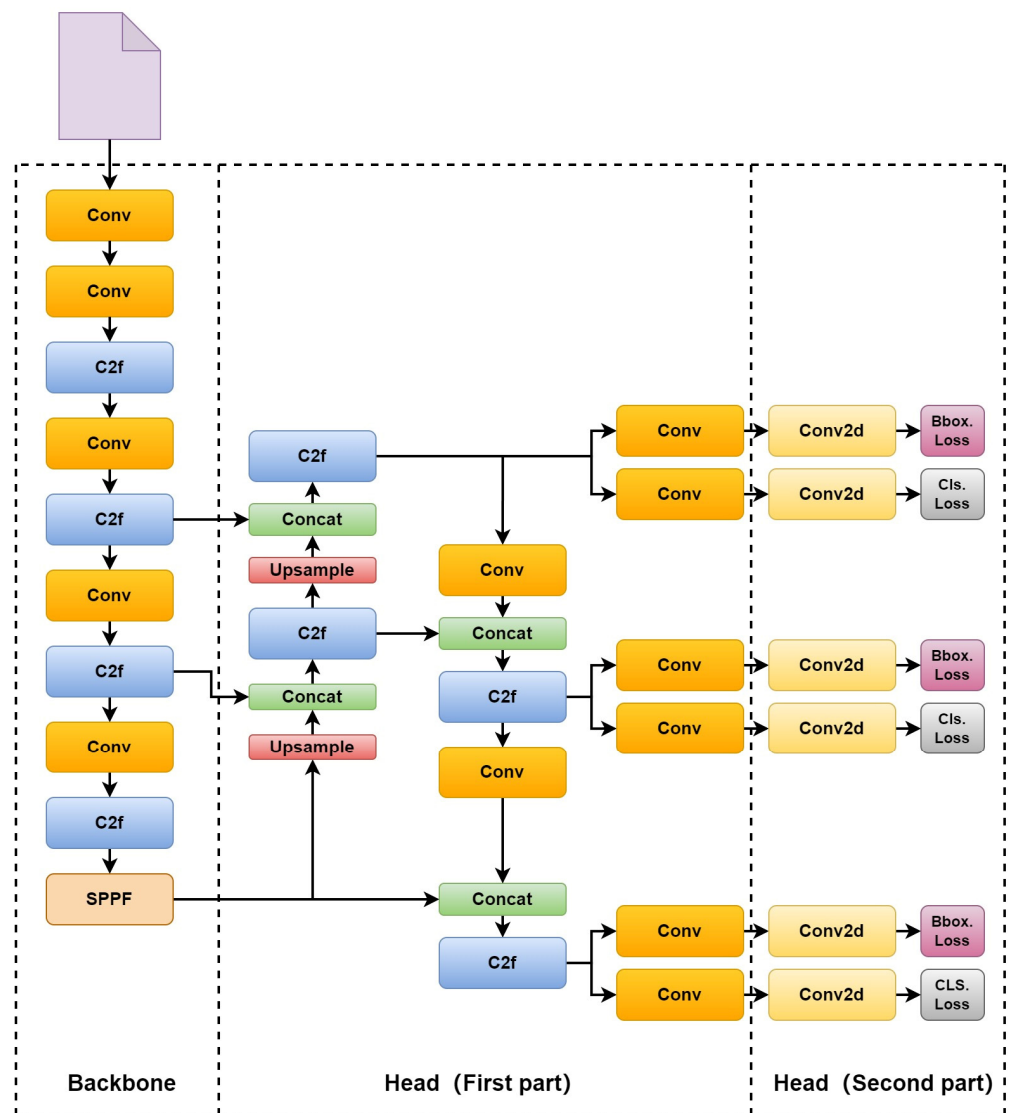 Conv
Conv
C2f
Conv
C2f
Conv
C2f
Conv
C2f
SPPF
C2f
Concat
Upsample
C2f
Concat
Upsample
Conv
Concat
C2f
Conv
Concat
C2f
Conv
Conv2d
Bbox.
Loss
Conv
Conv2d
Cls.
Loss
Conv
Conv2d
Bbox.
Loss
Conv
Conv2d
Cls.
Loss
Conv
Conv2d
Bbox.
Loss
Conv
Conv2d
CLS.
Loss
Backbone
Head（First part）
Head（Second part）